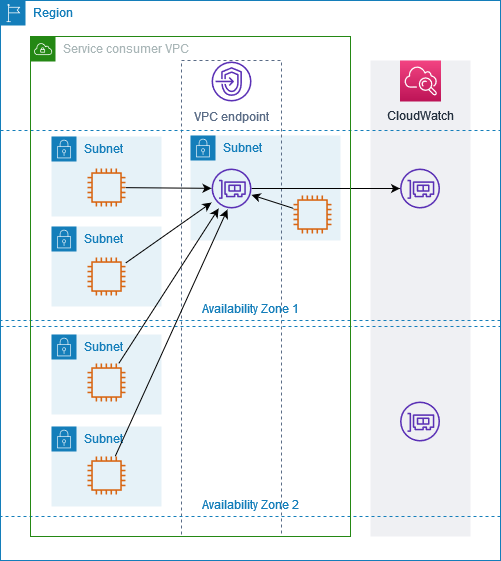 Region
Service consumer VPC
VPC endpoint
CloudWatch
Subnet
Subnet
Subnet
Availability Zone 1
Subnet
Subnet
Availability Zone 2